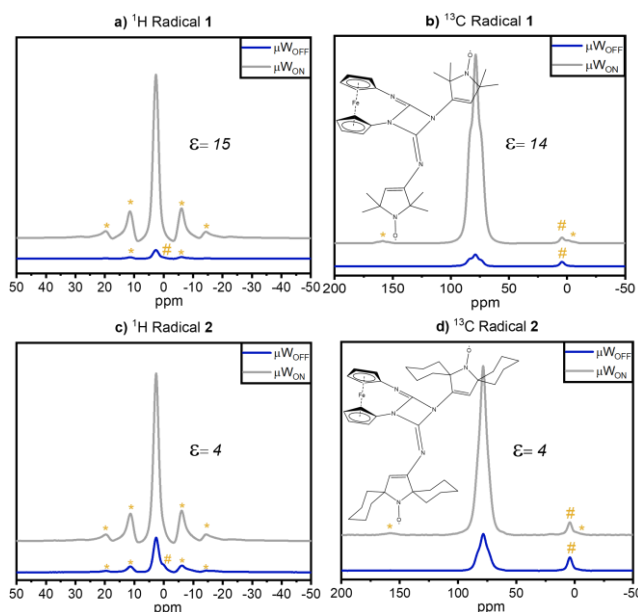 a) ¹H Radical 1
μW_OFF
μW_ON
ε= 15
*
*
*
*
#
50 40 30 20 10 0 -10 -20 -30 -40 -50
ppm
b) ¹³C Radical 1
μW_OFF
μW_ON
O
N
N
Fe
N
N
N
N
O
ε= 14
*
#
*
#
200 150 100 50 0 -50
ppm
c) ¹H Radical 2
μW_OFF
μW_ON
ε= 4
*
*
*
*
*
*
#
*
*
50 40 30 20 10 0 -10 -20 -30 -40 -50
ppm
d) ¹³C Radical 2
μW_OFF
μW_ON
O
N
N
Fe
N
N
N
N
O
ε= 4
*
#
*
#
200 150 100 50 0 -50
ppm